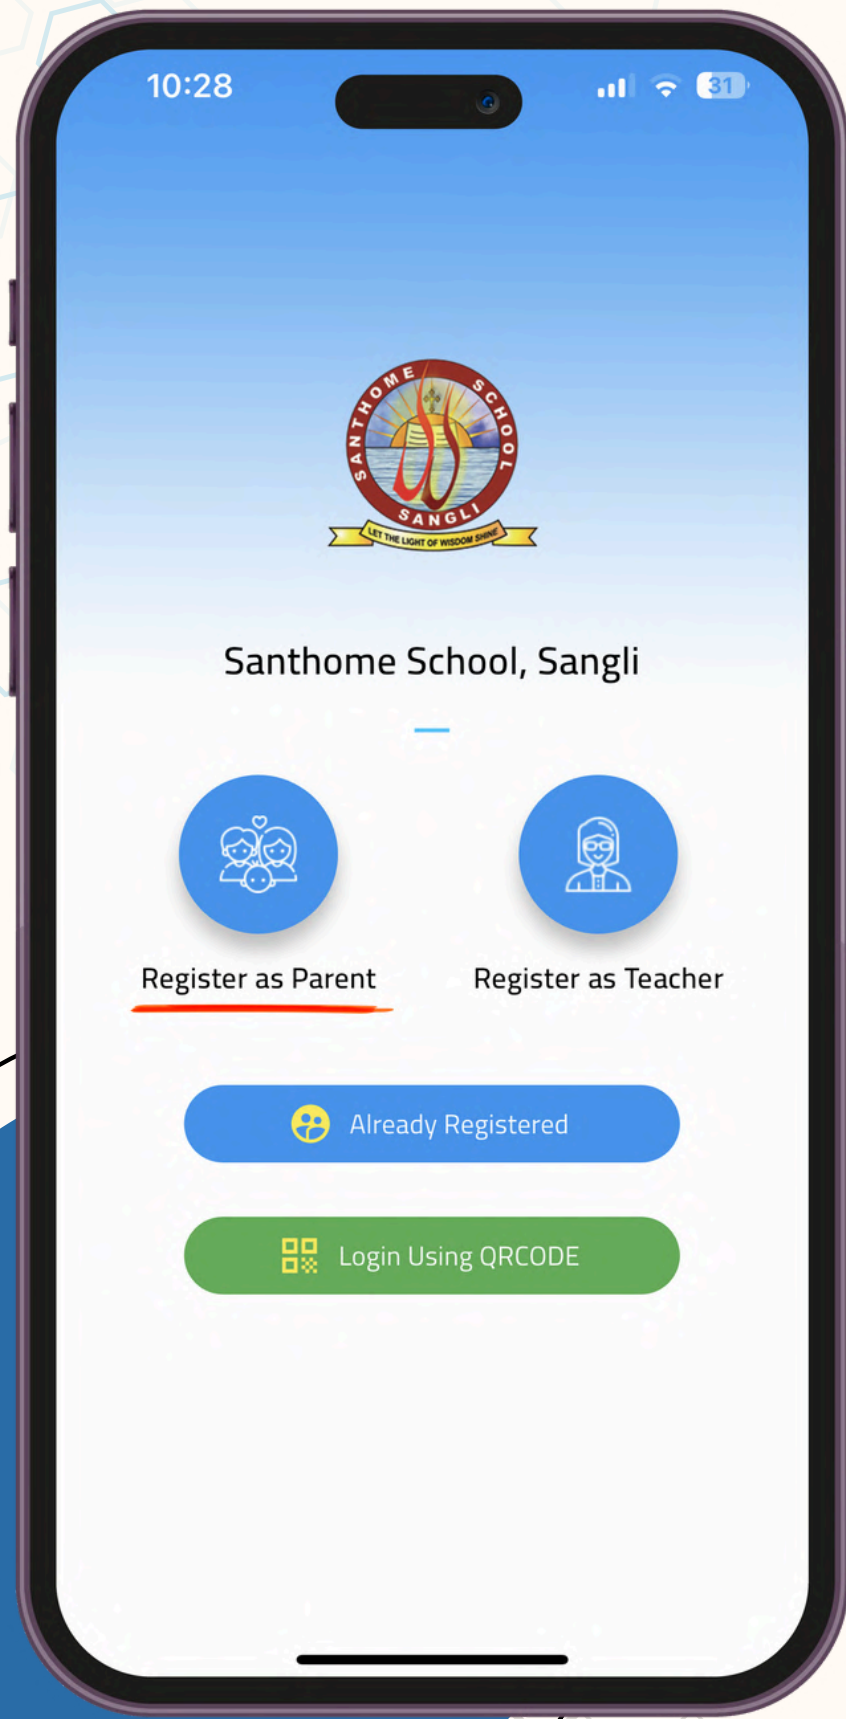 10:28
31
SANTHOME SCHOOL
SANGLI
LET THE LIGHT OF WISDOM SHINE
Santhome School, Sangli
Register as Parent
Register as Teacher
Already Registered
Login Using QRCODE